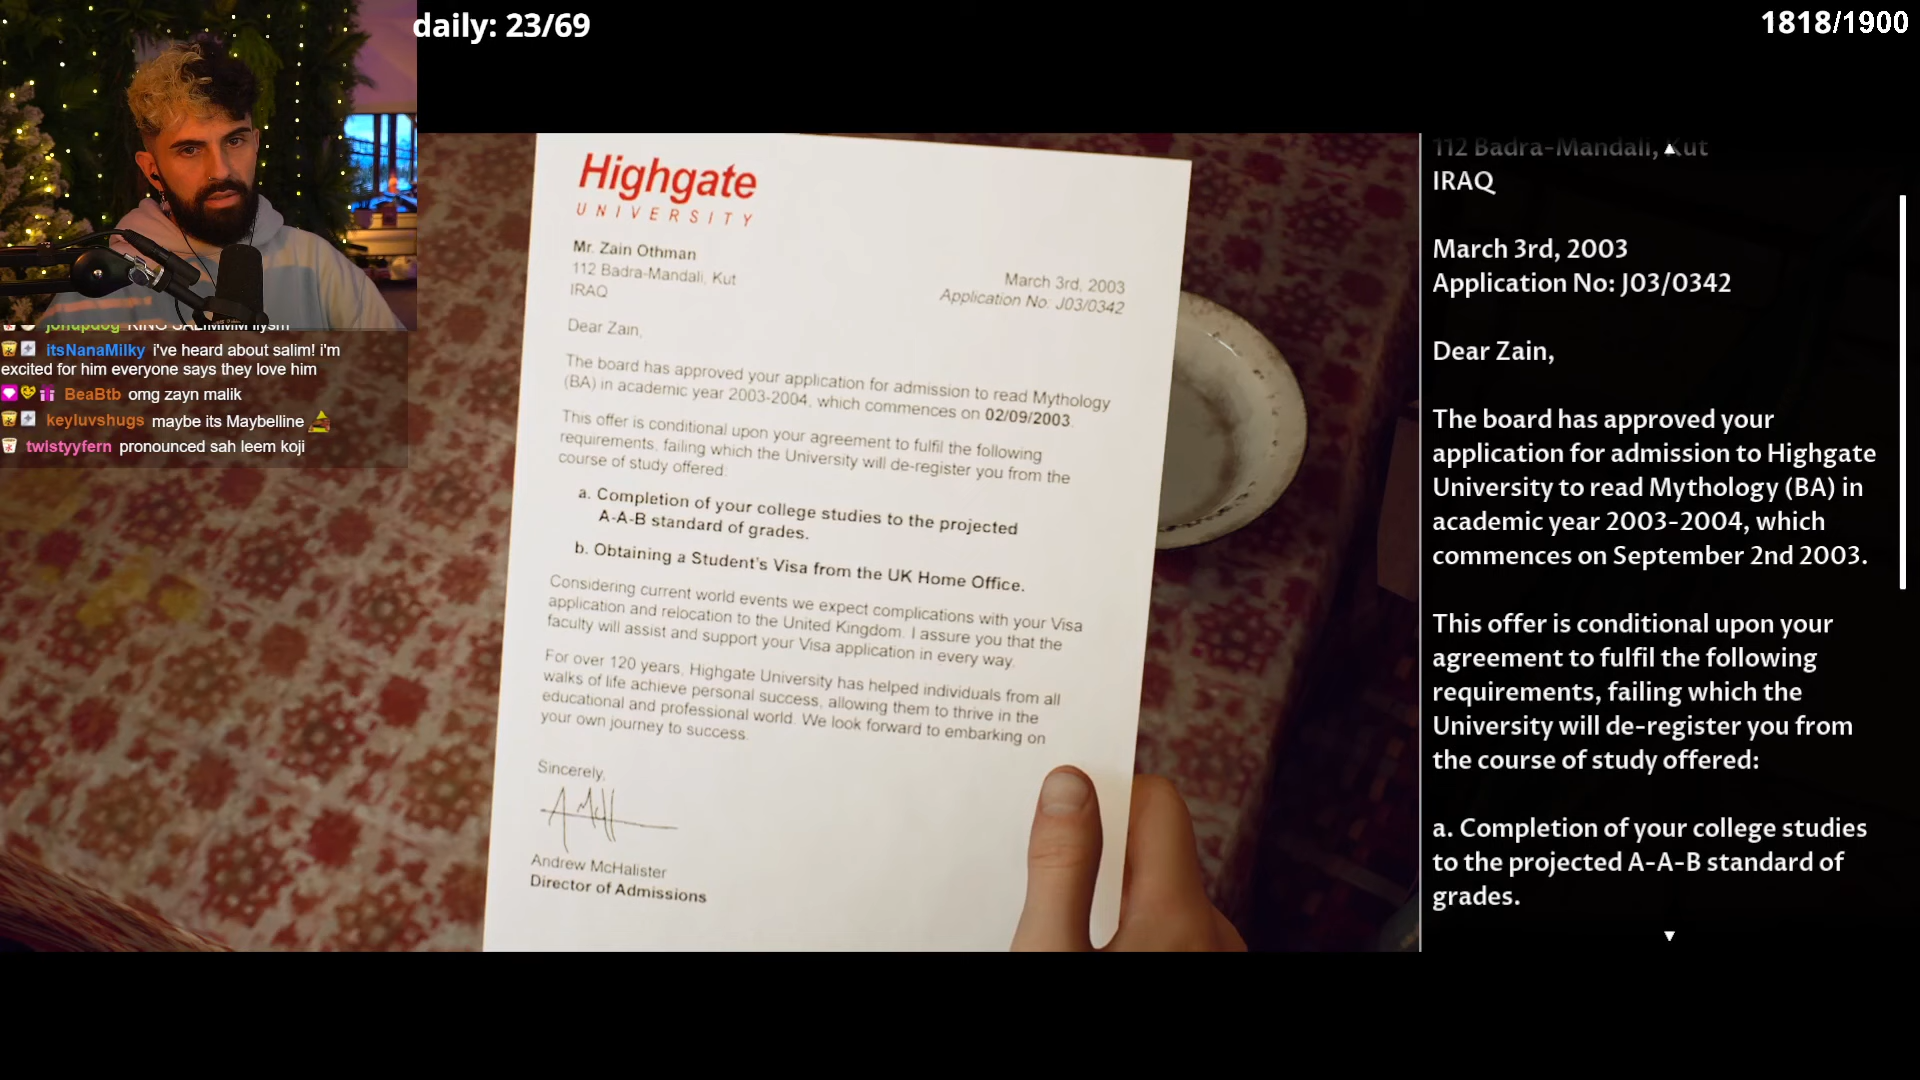 daily: 23/69
1818/1900
jonupdog KING SALIMMM ilysm
itsNanaMilky i've heard about salim! i'm
excited for him everyone says they love him
BeaBtb omg zayn malik
keyluvshugs maybe its Maybelline
twistyyfern pronounced sah leem koji
Highgate
UNIVERSITY
Mr. Zain Othman
112 Badra-Mandali, Kut
IRAQ
March 3rd, 2003
Application No: J03/0342
Dear Zain,
The board has approved your application for admission to read Mythology
(BA) in academic year 2003-2004, which commences on 02/09/2003.
This offer is conditional upon your agreement to fulfil the following
requirements, failing which the University will de-register you from the
course of study offered:
a. Completion of your college studies to the projected
A-A-B standard of grades.
b. Obtaining a Student's Visa from the UK Home Office.
Considering current world events we expect complications with your Visa
application and relocation to the United Kingdom. I assure you that the
faculty will assist and support your Visa application in every way.
For over 120 years, Highgate University has helped individuals from all
walks of life achieve personal success, allowing them to thrive in the
educational and professional world. We look forward to embarking on
your own journey to success.
Sincerely,
Andrew McHalister
Director of Admissions
112 Badra-Mandali, Kut
IRAQ
March 3rd, 2003
Application No: J03/0342
Dear Zain,
The board has approved your
application for admission to Highgate
University to read Mythology (BA) in
academic year 2003-2004, which
commences on September 2nd 2003.
This offer is conditional upon your
agreement to fulfil the following
requirements, failing which the
University will de-register you from
the course of study offered:
a. Completion of your college studies
to the projected A-A-B standard of
grades.